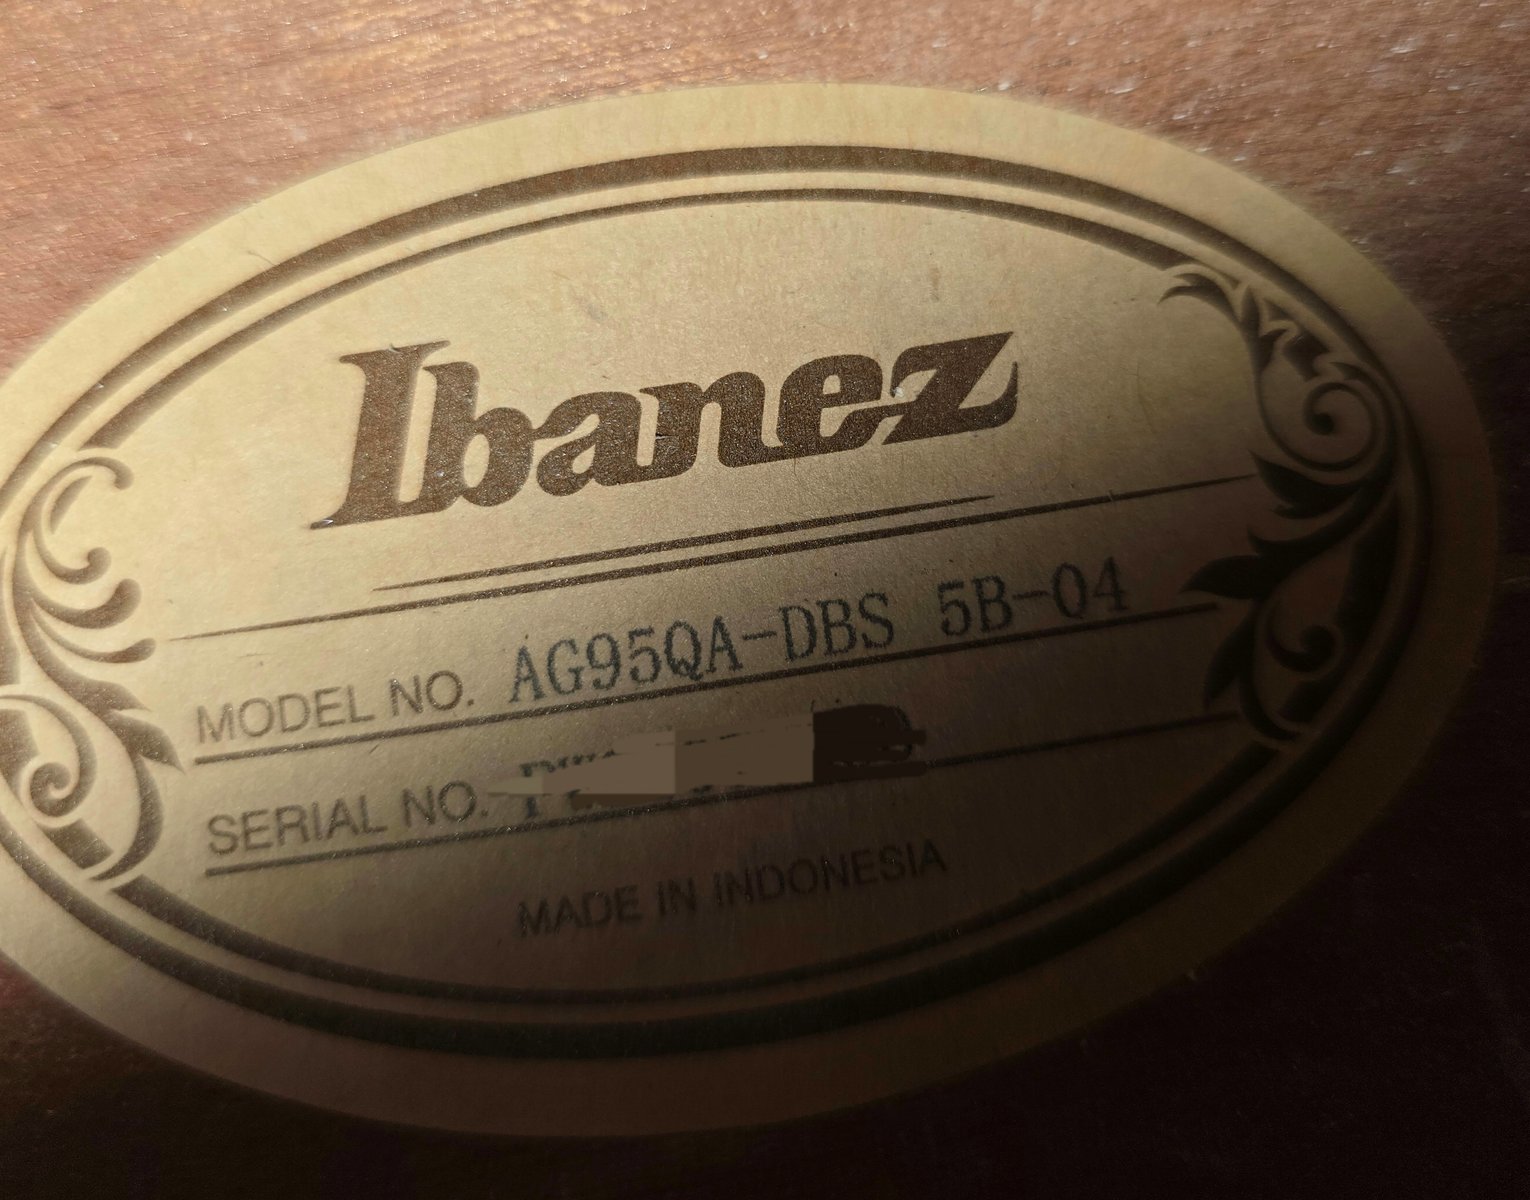 Ibanez
MODEL NO. AG95QA-DBS 5B-04
SERIAL NO.
MADE IN INDONESIA